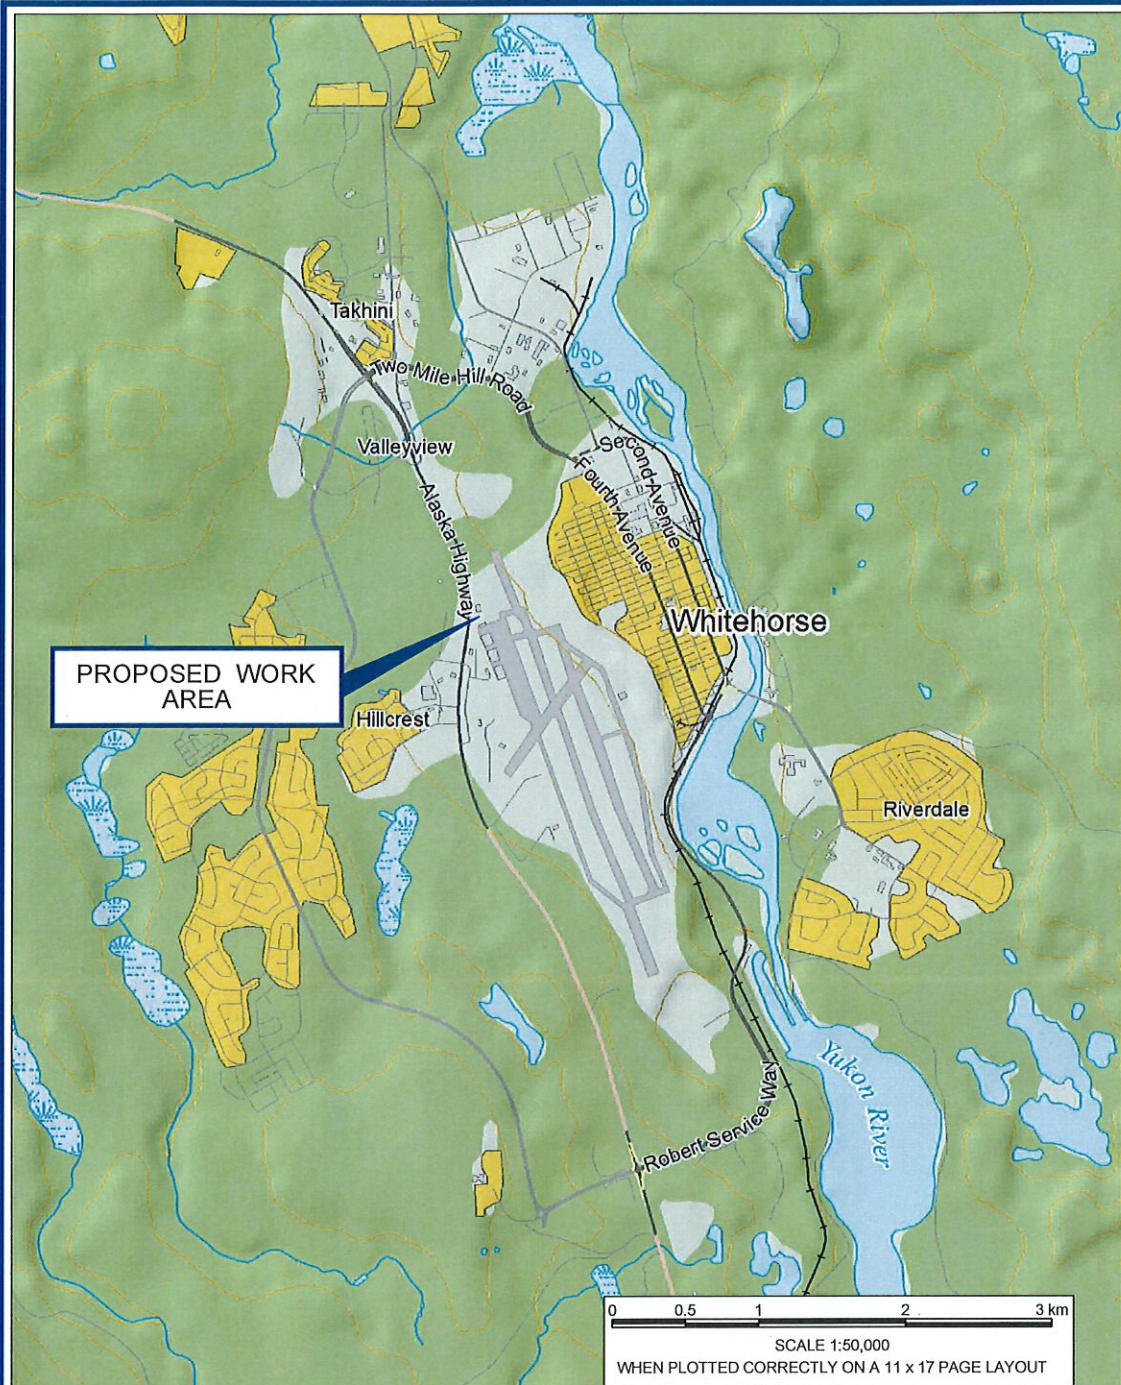 Takhini
Two Mile Hill Road
Valleyview
Second Avenue
Fourth Avenue
Alaska Highway
Whitehorse
PROPOSED WORK
AREA
Hillcrest
Riverdale
Yukon River
Robert Service Way
0 0.5 1 2 3 km
SCALE 1:50,000
WHEN PLOTTED CORRECTLY ON A 11 x 17 PAGE LAYOUT